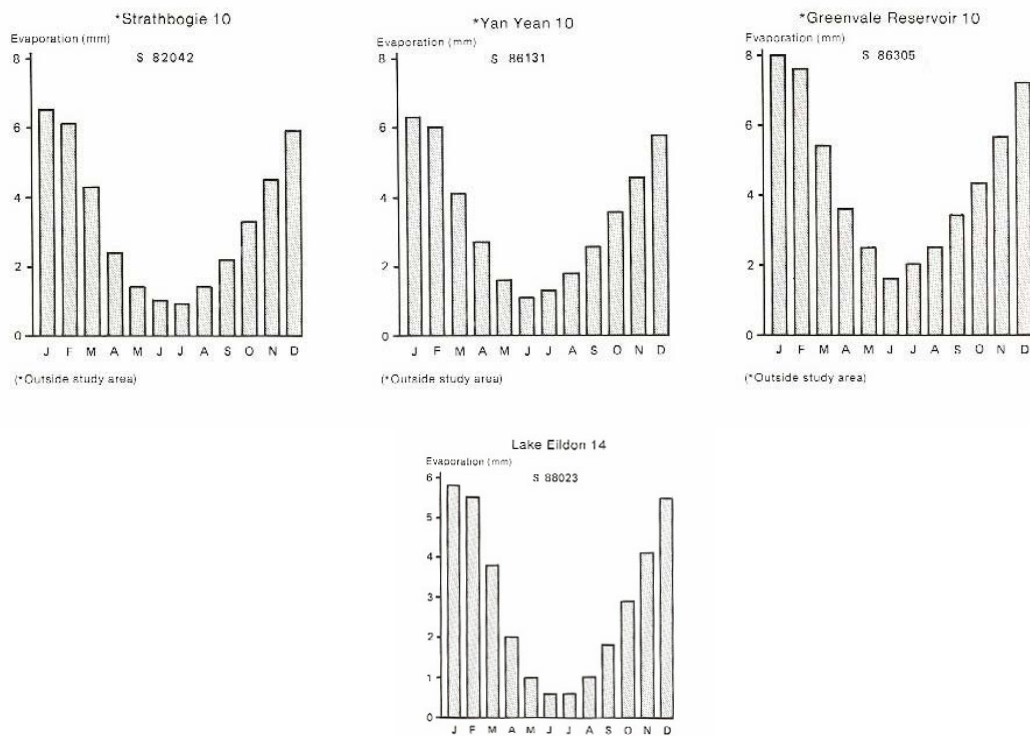 *Strathbogie 10
Evaporation (mm)
S 82042
8
6
4
2
0
J F M A M J J A S O N D
(*Outside study area)
*Yan Yean 10
Evaporation (mm)
S 86131
8
6
4
2
0
J F M A M J J A S O N D
(*Outside study area)
*Greenvale Reservoir 10
Evaporation (mm)
S 86305
8
6
4
2
0
J F M A M J J A S O N D
(*Outside study area)
Lake Eildon 14
Evaporation (mm)
S 88023
6
5
4
3
2
1
0
J F M A M J J A S O N D